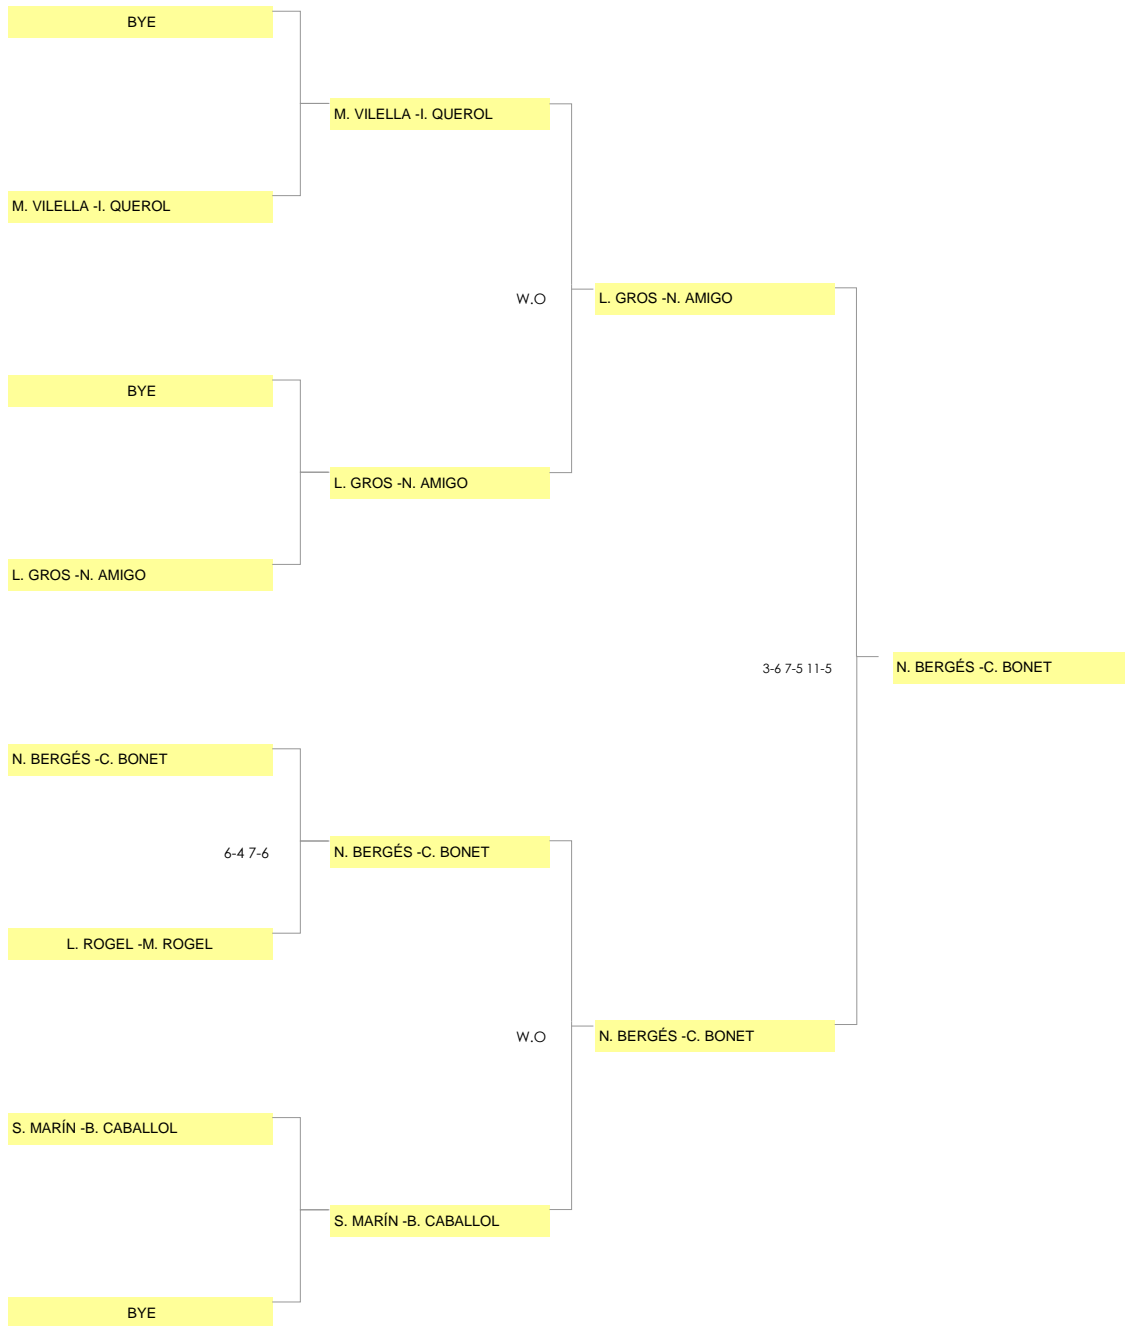 BYE
M. VILELLA -I. QUEROL
M. VILELLA -I. QUEROL
W.O
L. GROS -N. AMIGO
BYE
L. GROS -N. AMIGO
L. GROS -N. AMIGO
3-6 7-5 11-5
N. BERGÉS -C. BONET
N. BERGÉS -C. BONET
6-4 7-6
N. BERGÉS -C. BONET
L. ROGEL -M. ROGEL
W.O
N. BERGÉS -C. BONET
S. MARÍN -B. CABALLOL
S. MARÍN -B. CABALLOL
BYE